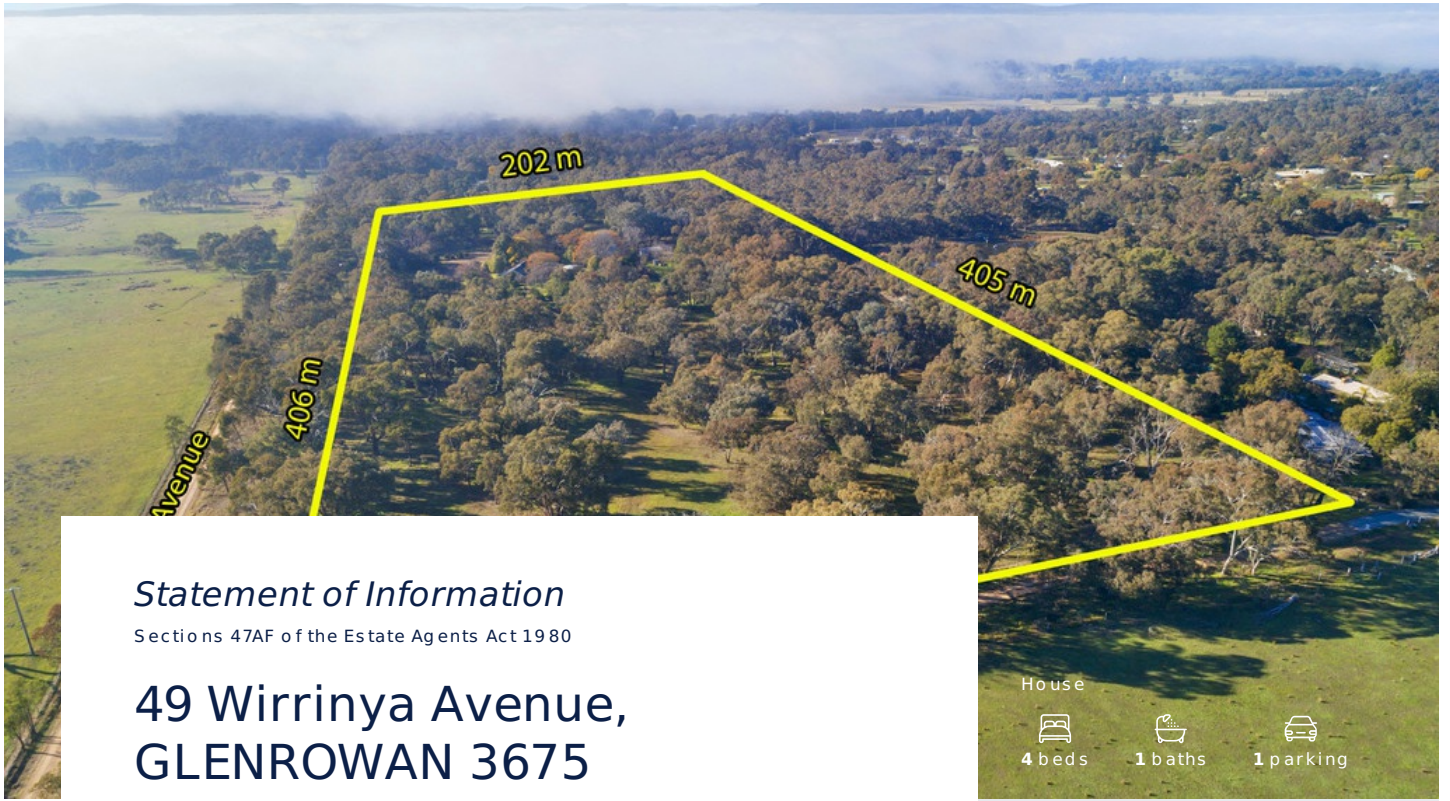 202 m
405 m
406 m
Avenue
Statement of Information
Sections 47AF of the Estate Agents Act 1980
49 Wirrinya Avenue,
GLENROWAN 3675
House
4 beds 1 baths 1 parking